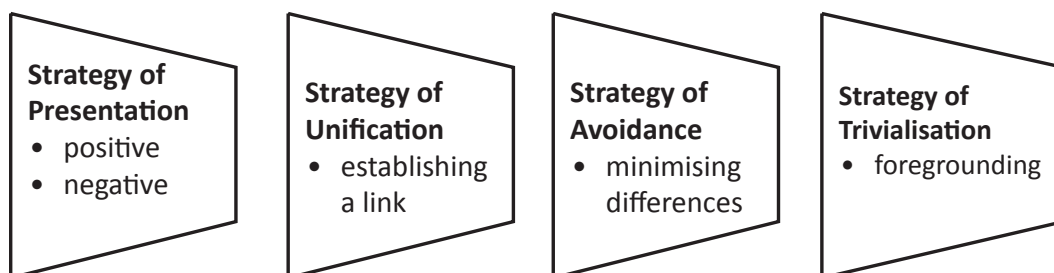 Strategy of
Presentation
• positive
• negative
Strategy of
Unification
• establishing
a link
Strategy of
Avoidance
• minimising
differences
Strategy of
Trivialisation
• foregrounding